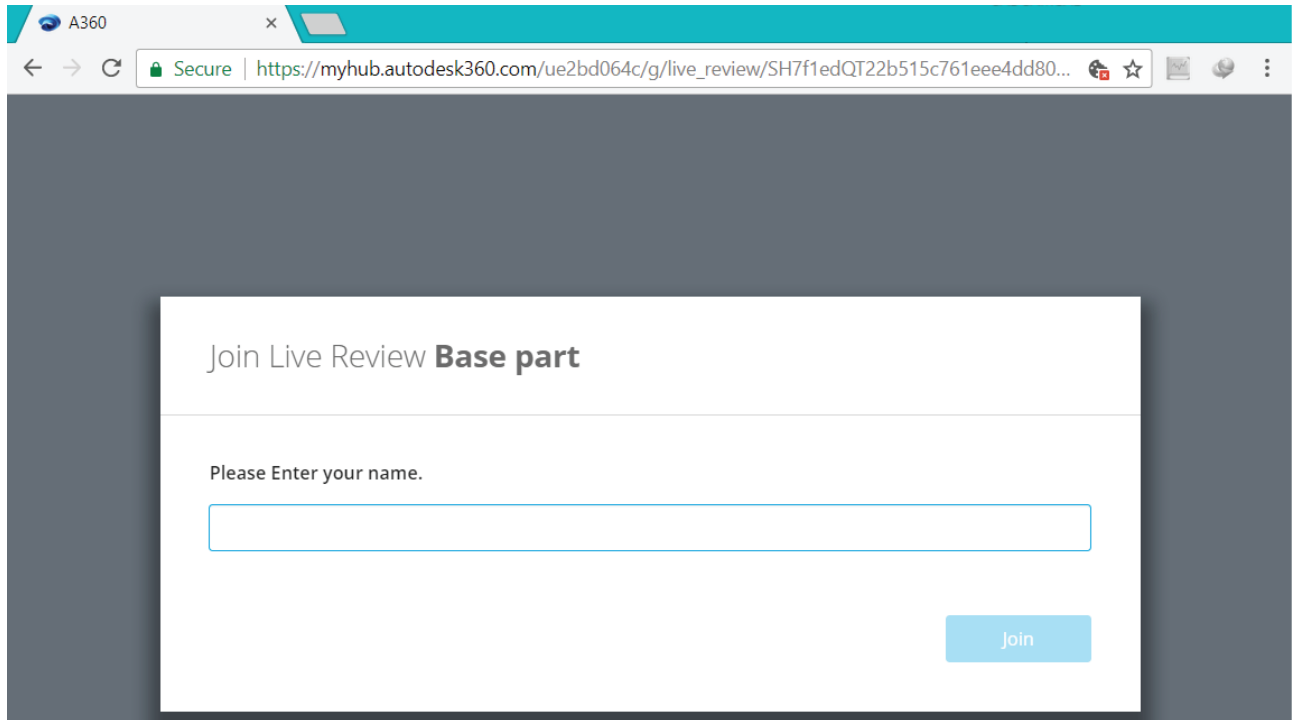 A360
Secure | https://myhub.autodesk360.com/ue2bd064c/g/live_review/SH7f1edQT22b515c761eee4dd80...
Join Live Review Base part
Please Enter your name.
Join